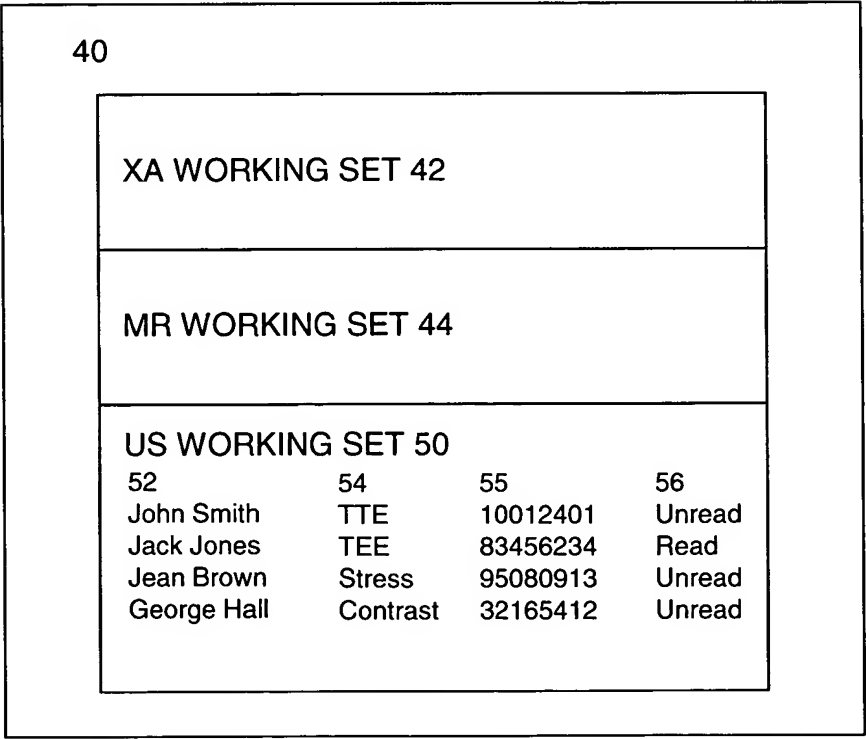 40
XA WORKING SET 42
MR WORKING SET 44
US WORKING SET 50
52 54 55 56
John Smith TTE 10012401 Unread
Jack Jones TEE 83456234 Read
Jean Brown Stress 95080913 Unread
George Hall Contrast 32165412 Unread